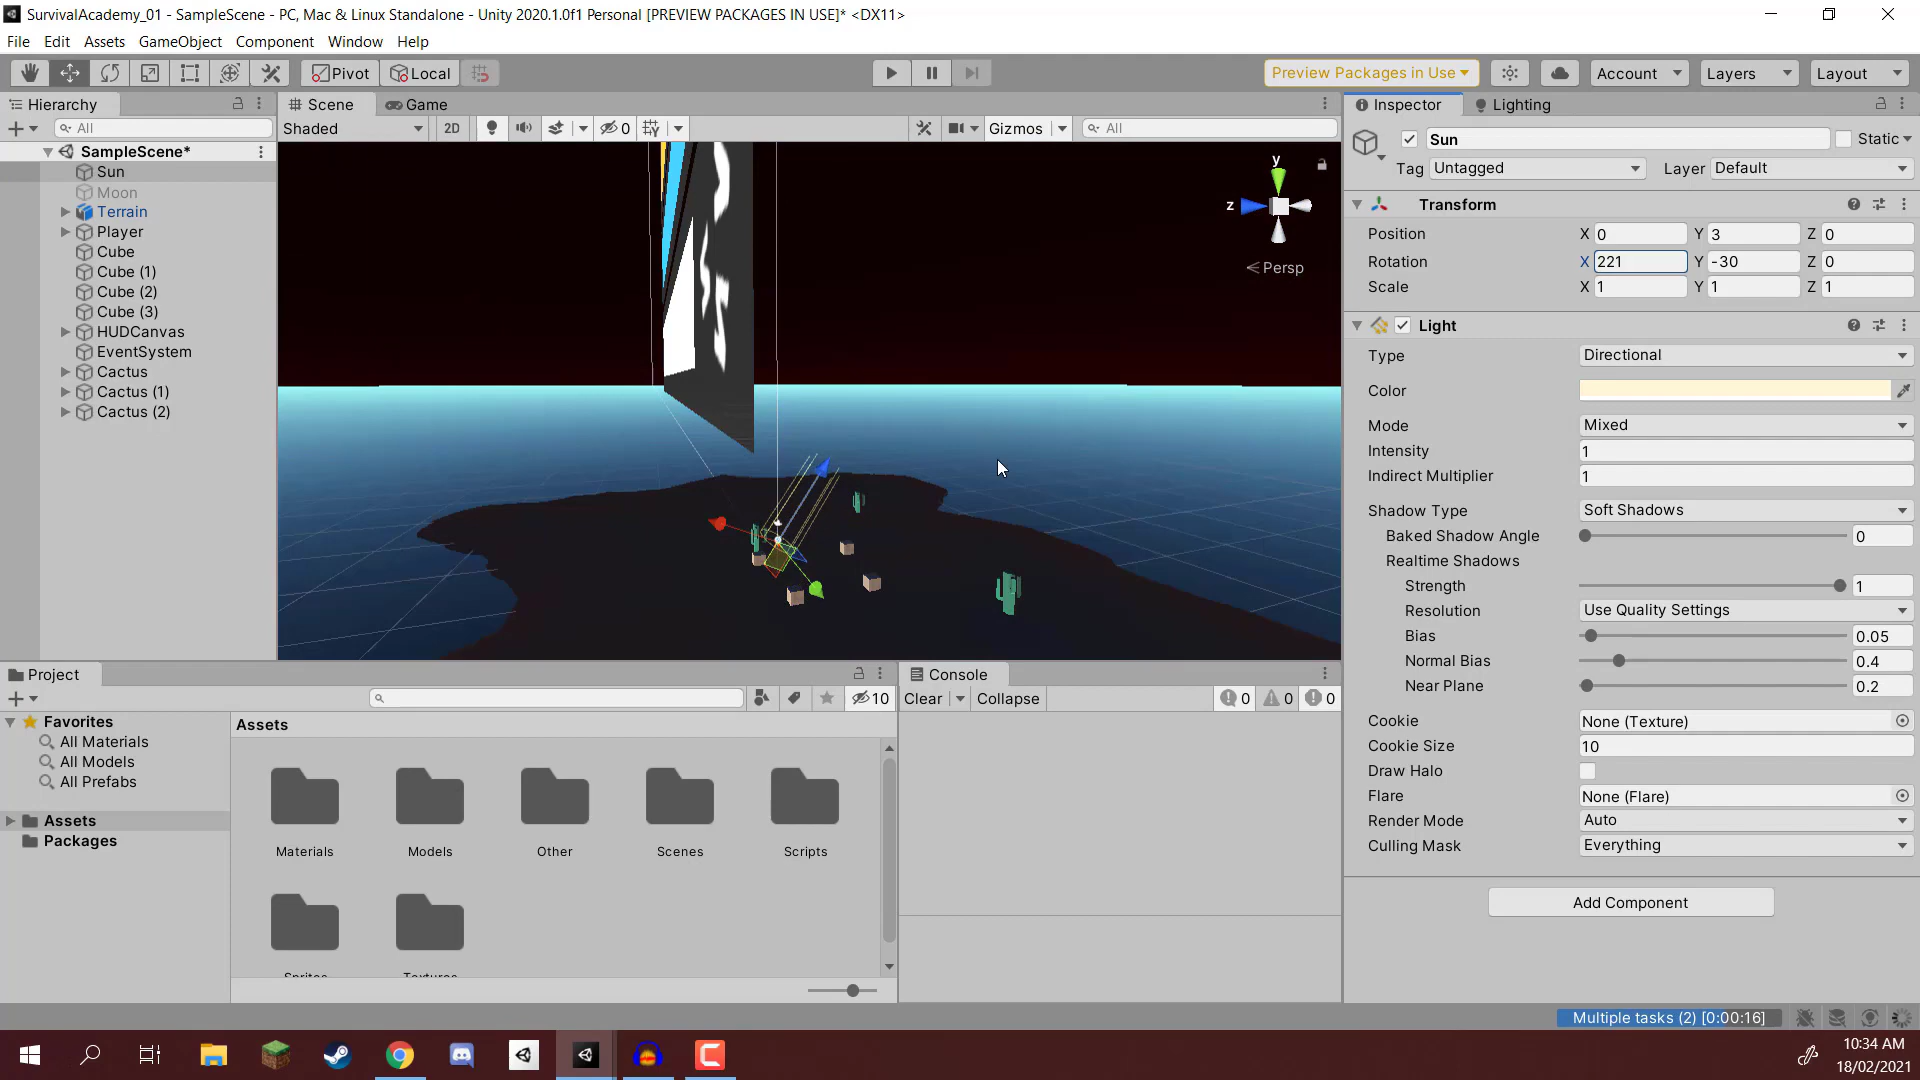 SurvivalAcademy_01 - SampleScene - PC, Mac & Linux Standalone - Unity 2020.1.0f1 Personal [PREVIEW PACKAGES IN USE]* <DX11>
File Edit Assets GameObject Component Window Help
Pivot Local Preview Packages in Use Account Layers Layout
Hierarchy Scene Game Inspector Lighting
All Shaded 2D 0 Gizmos All
SampleScene*
Sun
Moon
Terrain
Player
Cube
Cube (1)
Cube (2)
Cube (3)
HUDCanvas
EventSystem
Cactus
Cactus (1)
Cactus (2)
y
z
Persp
Sun Static
Tag Untagged Layer Default
Transform
Position X 0 Y 3 Z 0
Rotation X 221 Y -30 Z 0
Scale X 1 Y 1 Z 1
Light
Type Directional
Color
Mode Mixed
Intensity 1
Indirect Multiplier 1
Shadow Type Soft Shadows
Baked Shadow Angle 0
Realtime Shadows
Strength 1
Resolution Use Quality Settings
Bias 0.05
Normal Bias 0.4
Near Plane 0.2
Cookie None (Texture)
Cookie Size 10
Draw Halo
Flare None (Flare)
Render Mode Auto
Culling Mask Everything
Add Component
Project
10
Favorites
All Materials
All Models
All Prefabs
Assets
Packages
Assets
Materials Models Other Scenes Scripts
Sprites Textures
Console
Clear Collapse 0 0 0
Multiple tasks (2) [0:00:16]
10:34 AM
18/02/2021